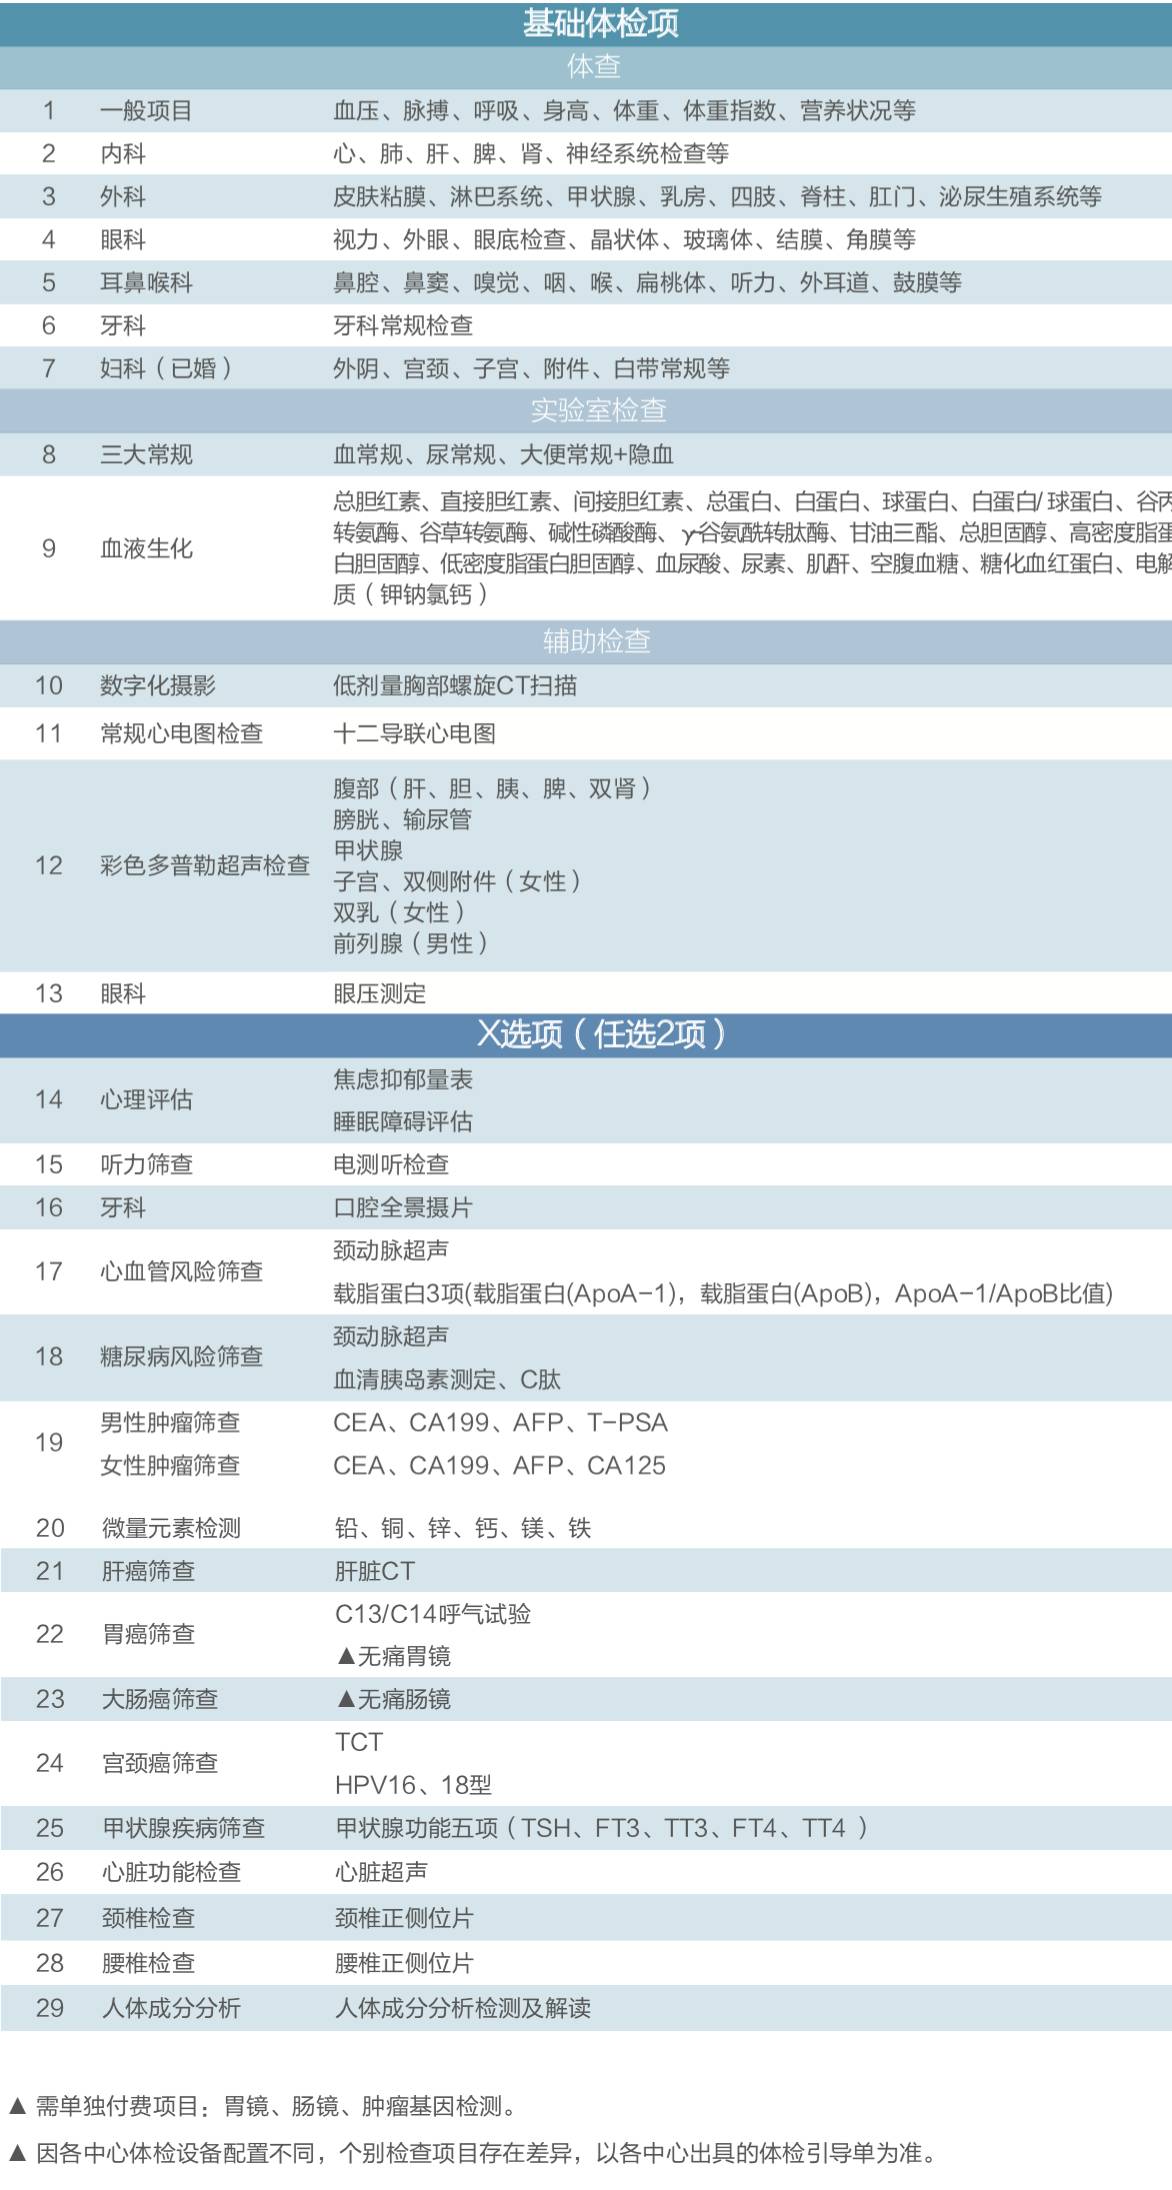 基础体检项
体查
1 一般项目 血压、脉搏、呼吸、身高、体重、体重指数、营养状况等
2 内科 心、肺、肝、脾、肾、神经系统检查等
3 外科 皮肤粘膜、淋巴系统、甲状腺、乳房、四肢、脊柱、肛门、泌尿生殖系统等
4 眼科 视力、外眼、眼底检查、晶状体、玻璃体、结膜、角膜等
5 耳鼻喉科 鼻腔、鼻窦、嗅觉、咽、喉、扁桃体、听力、外耳道、鼓膜等
6 牙科 牙科常规检查
7 妇科（已婚） 外阴、宫颈、子宫、附件、白带常规等
实验室检查
8 三大常规 血常规、尿常规、大便常规+隐血
9 血液生化 总胆红素、直接胆红素、间接胆红素、总蛋白、白蛋白、球蛋白、白蛋白/球蛋白、谷丙
转氨酶、谷草转氨酶、碱性磷酸酶、γ-谷氨酰转肽酶、甘油三酯、总胆固醇、高密度脂蛋
白胆固醇、低密度脂蛋白胆固醇、血尿酸、尿素、肌酐、空腹血糖、糖化血红蛋白、电解
质（钾钠氯钙）
辅助检查
10 数字化摄影 低剂量胸部螺旋CT扫描
11 常规心电图检查 十二导联心电图
12 彩色多普勒超声检查 腹部（肝、胆、胰、脾、双肾）
膀胱、输尿管
甲状腺
子宫、双侧附件（女性）
双乳（女性）
前列腺（男性）
13 眼科 眼压测定
X选项（任选2项）
14 心理评估 焦虑抑郁量表
睡眠障碍评估
15 听力筛查 电测听检查
16 牙科 口腔全景摄片
17 心血管风险筛查 颈动脉超声
载脂蛋白3项(载脂蛋白(ApoA-1)，载脂蛋白(ApoB)，ApoA-1/ApoB比值)
18 糖尿病风险筛查 颈动脉超声
血清胰岛素测定、C肽
19 男性肿瘤筛查 CEA、CA199、AFP、T-PSA
女性肿瘤筛查 CEA、CA199、AFP、CA125
20 微量元素检测 铅、铜、锌、钙、镁、铁
21 肝癌筛查 肝脏CT
22 胃癌筛查 C13/C14呼气试验
▲无痛胃镜
23 大肠癌筛查 ▲无痛肠镜
24 宫颈癌筛查 TCT
HPV16、18型
25 甲状腺疾病筛查 甲状腺功能五项（TSH、FT3、TT3、FT4、TT4 ）
26 心脏功能检查 心脏超声
27 颈椎检查 颈椎正侧位片
28 腰椎检查 腰椎正侧位片
29 人体成分分析 人体成分分析检测及解读
▲ 需单独付费项目：胃镜、肠镜、肿瘤基因检测。
▲ 因各中心体检设备配置不同，个别检查项目存在差异，以各中心出具的体检引导单为准。